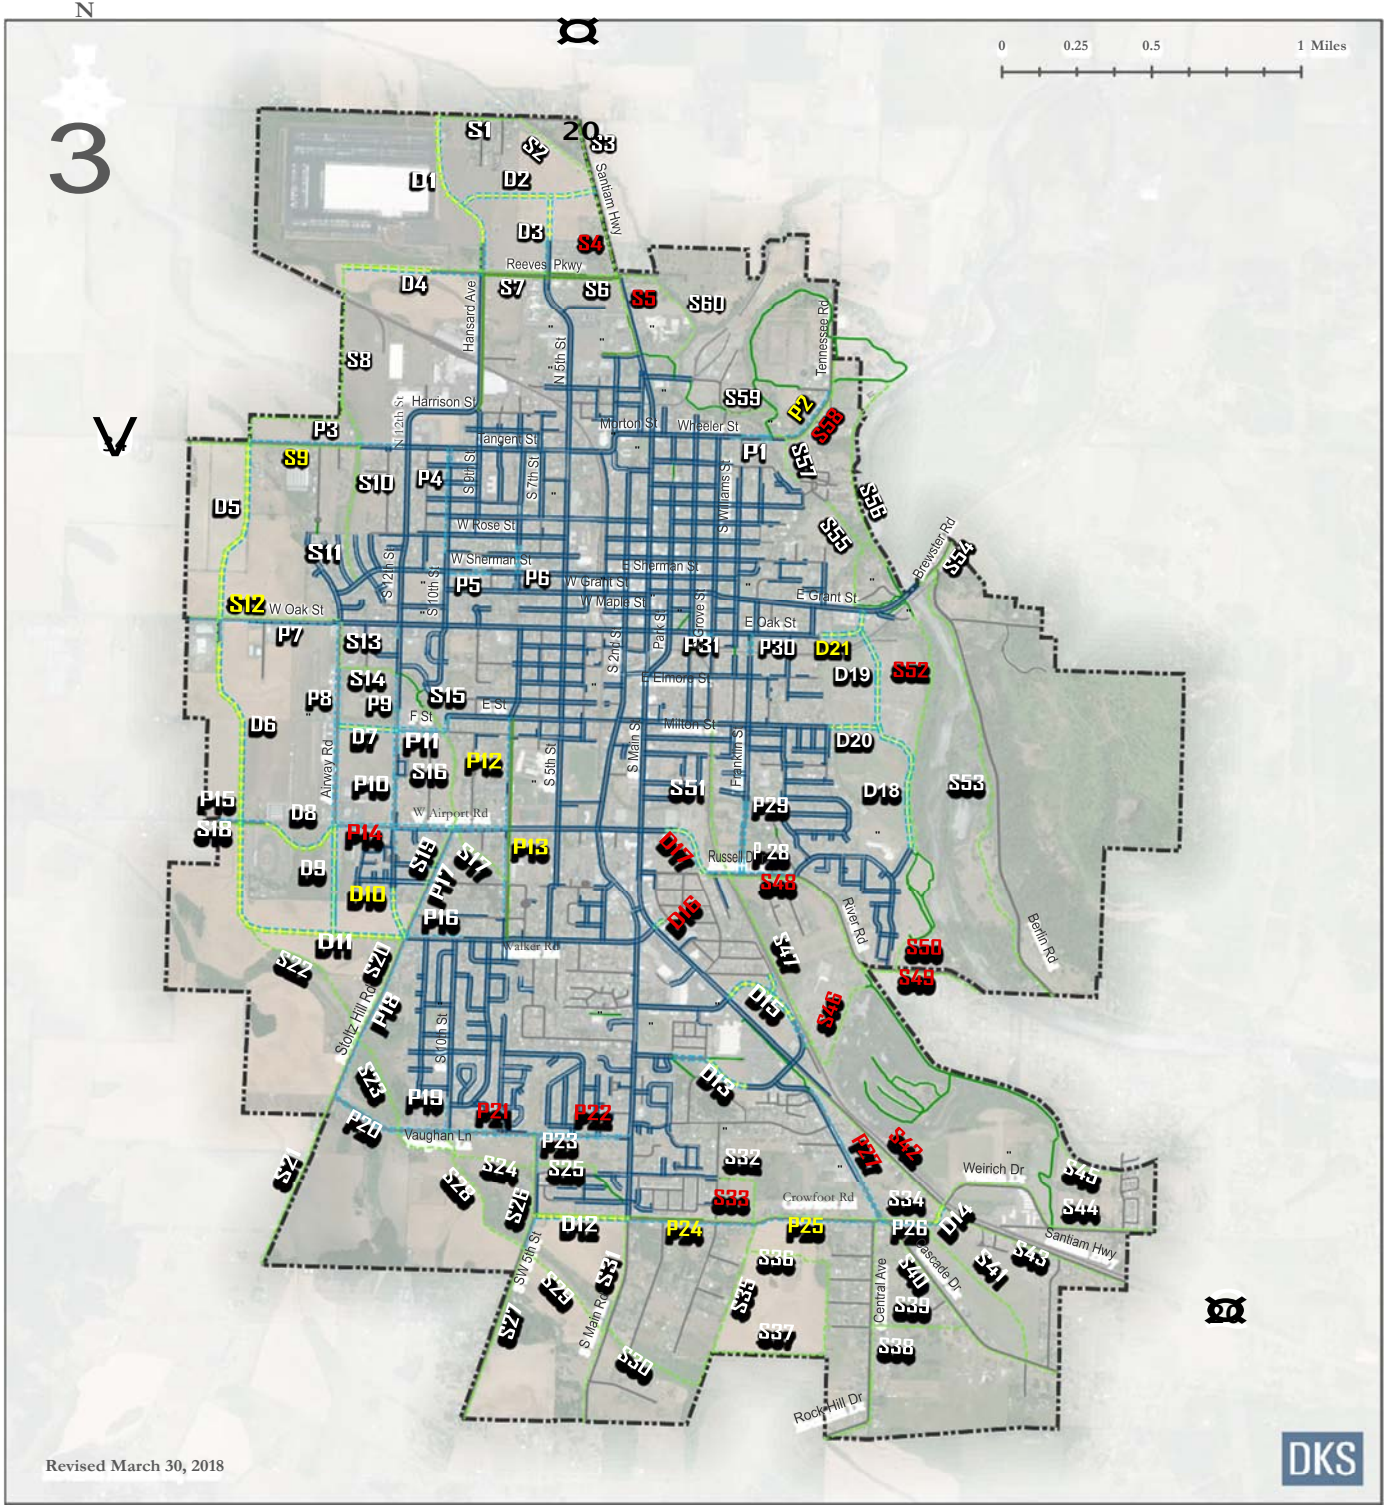 N
0 0.25 0.5 1 Miles
3
20
S1
S2
S3
Santiam Hwy
D1
D2
D3
S4
Reeves Pkwy
D4
S7
S6
S5
S60
Hansard Ave
N 5th St
Tennessee Rd
S8
S59
P2
S58
Harrison St
N 12th St
Morton St
Wheeler St
P3
Tangent St
P1
S57
S9
S10
P4
S 9th St
S 7th St
S Williams St
S56
D5
W Rose St
S55
Brewster Rd
S54
S11
W Sherman St
E Sherman St
S 12th St
S 10th St
P5
P6
W Grant St
E Grant St
S12
W Oak St
W Maple St
Grove St
E Oak St
P7
S13
S 2nd St
Park St
P31
P30
D21
S14
E Elmore St
D19
S52
P8
P9
S15
E St
F St
D6
Milton St
D7
P11
D20
Airway Rd
P12
S 5th St
S Main St
Franklin St
P10
S16
S51
D18
S53
P15
D8
W Airport Rd
P29
S18
P14
P13
D17
Russell Dr
P28
S19
S17
D9
P17
S48
D10
P16
D16
River Rd
Berlin Rd
D11
Walker Rd
S47
S50
S22
S20
S49
Stoltz Hill Rd
P18
D15
S46
S 10th St
S23
D13
P19
P21
P22
P20
Vaughan Ln
P23
P27
S42
S21
S24
S25
S32
Weirich Dr
S45
S28
S26
S33
Crowfoot Rd
S34
S44
D12
P24
P25
P26
D14
Santiam Hwy
SW 5th St
S36
Cascade Dr
S43
S29
S31
S35
Central Ave
S40
S41
S27
S Main Rd
S37
S39
S38
S30
Rock Hill Dr
Revised March 30, 2018
DKS